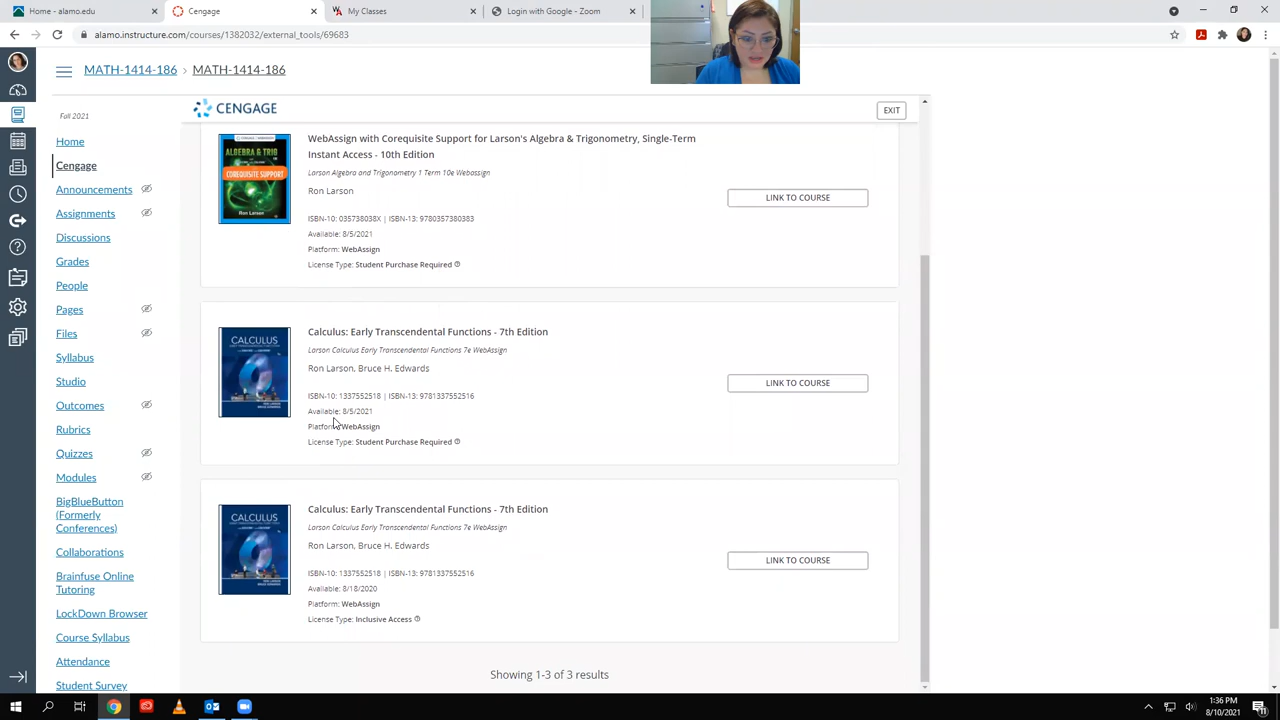 Home - alamo.edu
Cengage
My Classes
Login with Google - Zoom
alamo.instructure.com/courses/1382032/external_tools/69683
MATH-1414-186 › MATH-1414-186
Fall 2021
Home
Cengage
Announcements
Assignments
Discussions
Grades
People
Pages
Files
Syllabus
Studio
Outcomes
Rubrics
Quizzes
Modules
BigBlueButton
(Formerly
Conferences)
Collaborations
Brainfuse Online
Tutoring
LockDown Browser
Course Syllabus
Attendance
Student Survey
CENGAGE
EXIT
ALGEBRA & TRIG
COREQUISITE SUPPORT
RON LARSON
WebAssign with Corequisite Support for Larson's Algebra & Trigonometry, Single-Term
Instant Access - 10th Edition
Larson Algebra and Trigonometry 1 Term 10e Webassign
Ron Larson
ISBN-10: 035738038X | ISBN-13: 9780357380383
Available: 8/5/2021
Platform: WebAssign
License Type: Student Purchase Required
LINK TO COURSE
CALCULUS
Calculus: Early Transcendental Functions - 7th Edition
Larson Calculus Early Transcendental Functions 7e WebAssign
Ron Larson, Bruce H. Edwards
ISBN-10: 1337552518 | ISBN-13: 9781337552516
Available: 8/5/2021
Platform: WebAssign
License Type: Student Purchase Required
LINK TO COURSE
CALCULUS
Calculus: Early Transcendental Functions - 7th Edition
Larson Calculus Early Transcendental Functions 7e WebAssign
Ron Larson, Bruce H. Edwards
ISBN-10: 1337552518 | ISBN-13: 9781337552516
Available: 8/18/2020
Platform: WebAssign
License Type: Inclusive Access
LINK TO COURSE
Showing 1-3 of 3 results
1:36 PM
8/10/2021